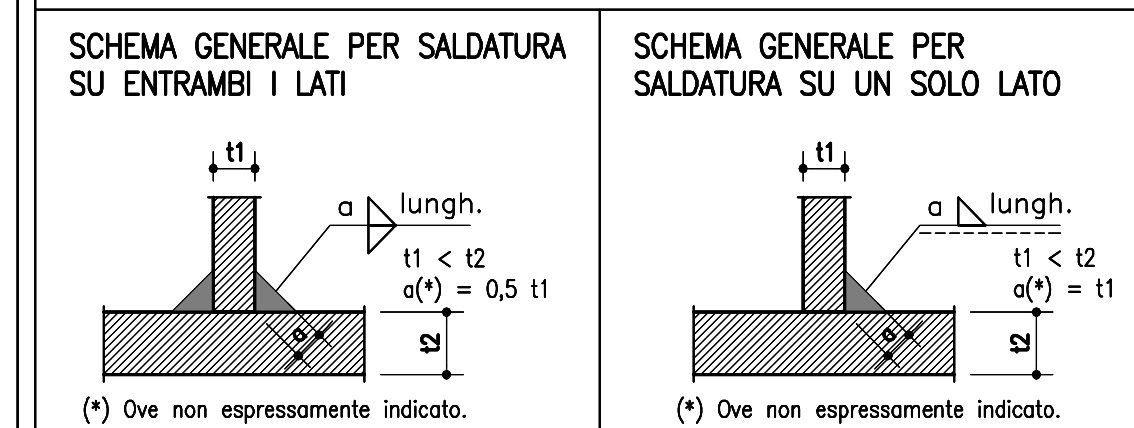 SCHEMA GENERALE PER SALDATURA
SU ENTRAMBI I LATI
t1
a lungh.
t1 < t2
a(*) = 0,5 t1
a
t2
(*) Ove non espressamente indicato.
SCHEMA GENERALE PER
SALDATURA SU UN SOLO LATO
t1
a lungh.
t1 < t2
a(*) = t1
a
t2
(*) Ove non espressamente indicato.